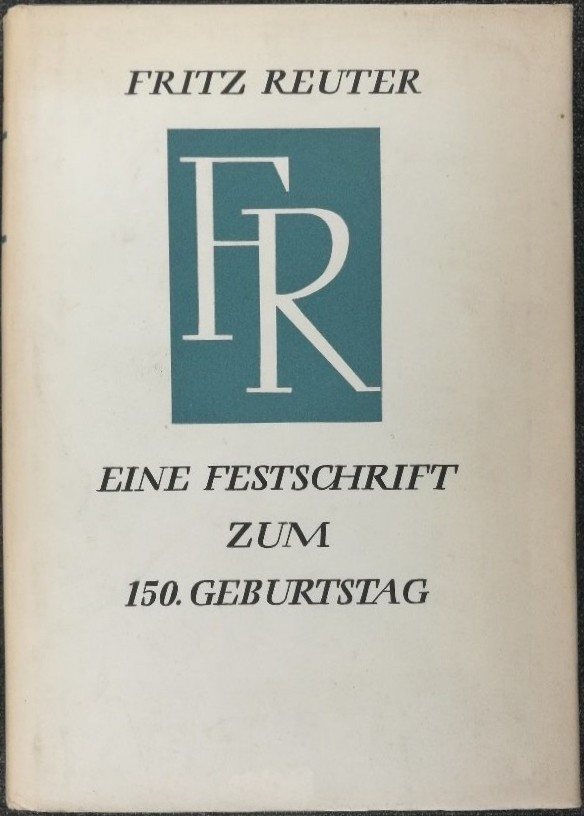 FRITZ REUTER
FR
EINE FESTSCHRIFT
ZUM
150. GEBURTSTAG